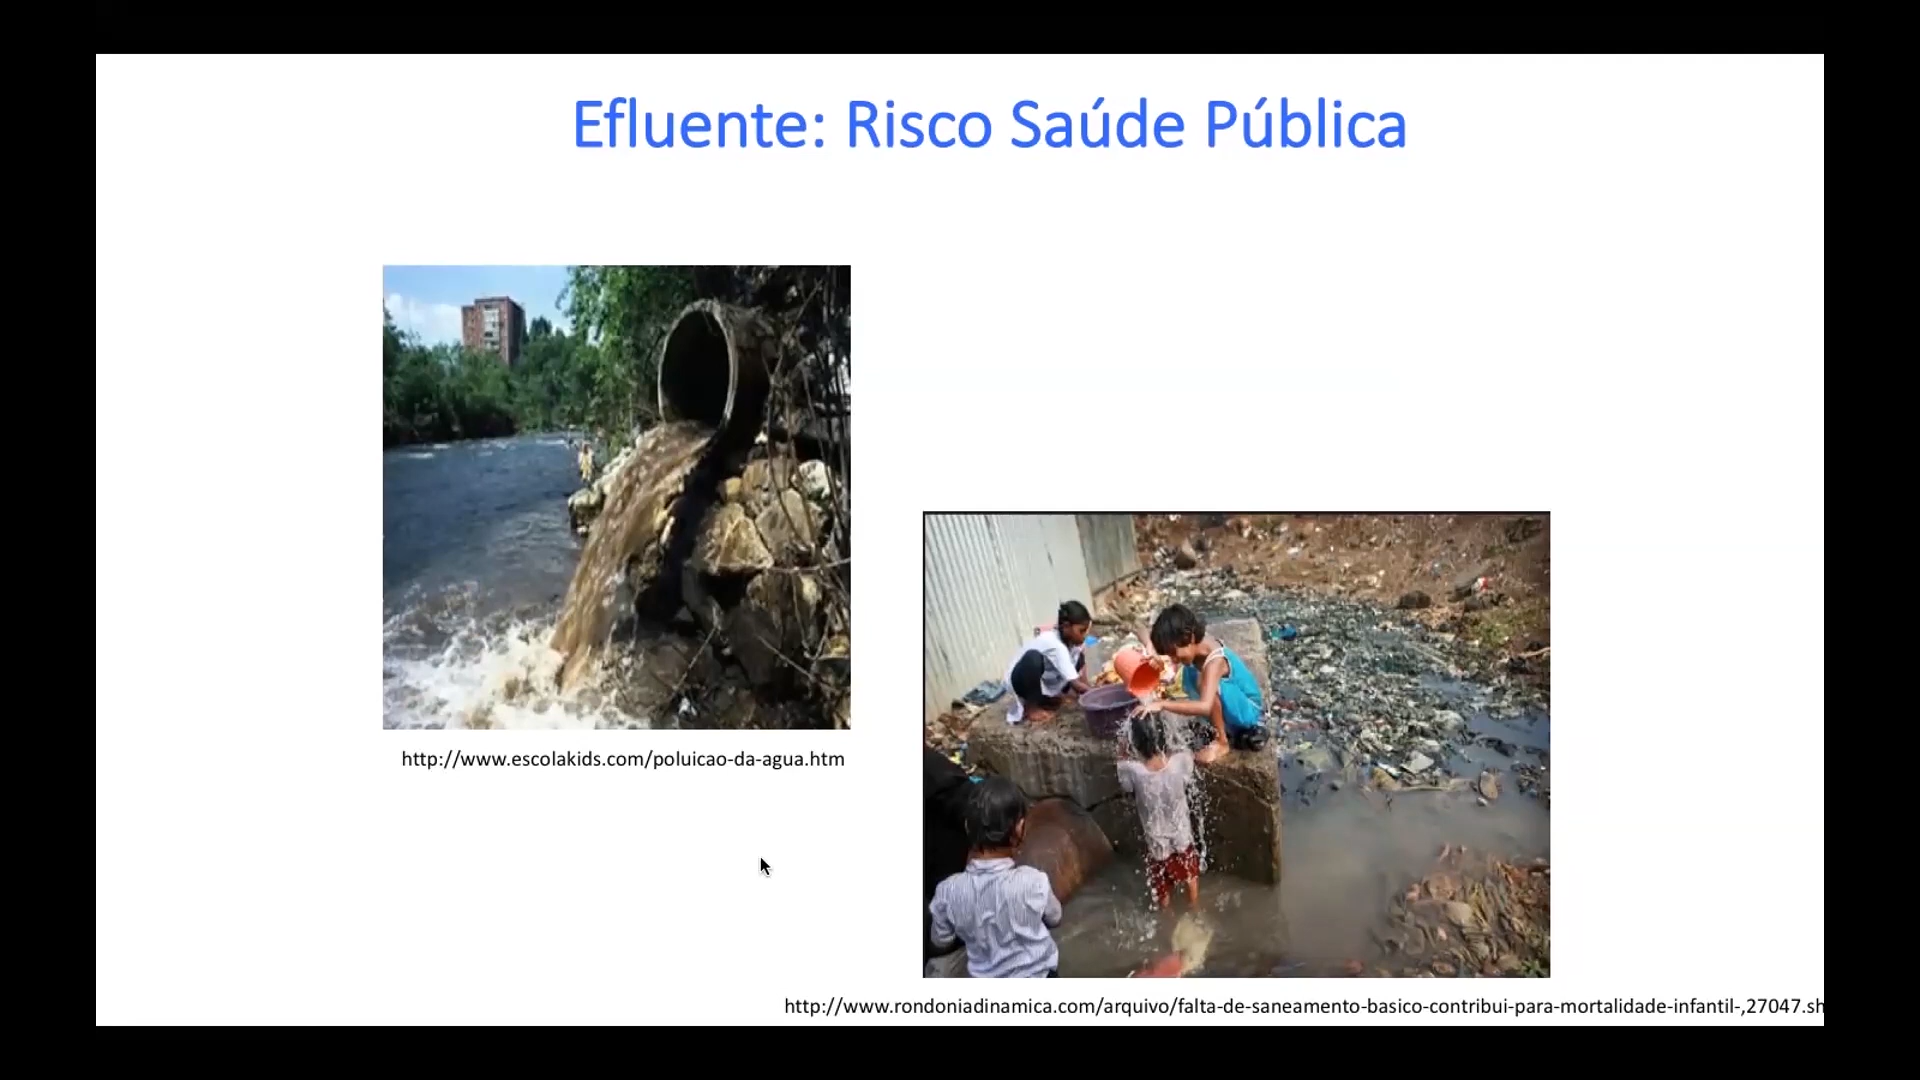 Efluente: Risco Saúde Pública
http://www.escolakids.com/poluicao-da-agua.htm
http://www.rondoniadinamica.com/arquivo/falta-de-saneamento-basico-contribui-para-mortalidade-infantil-,27047.sh